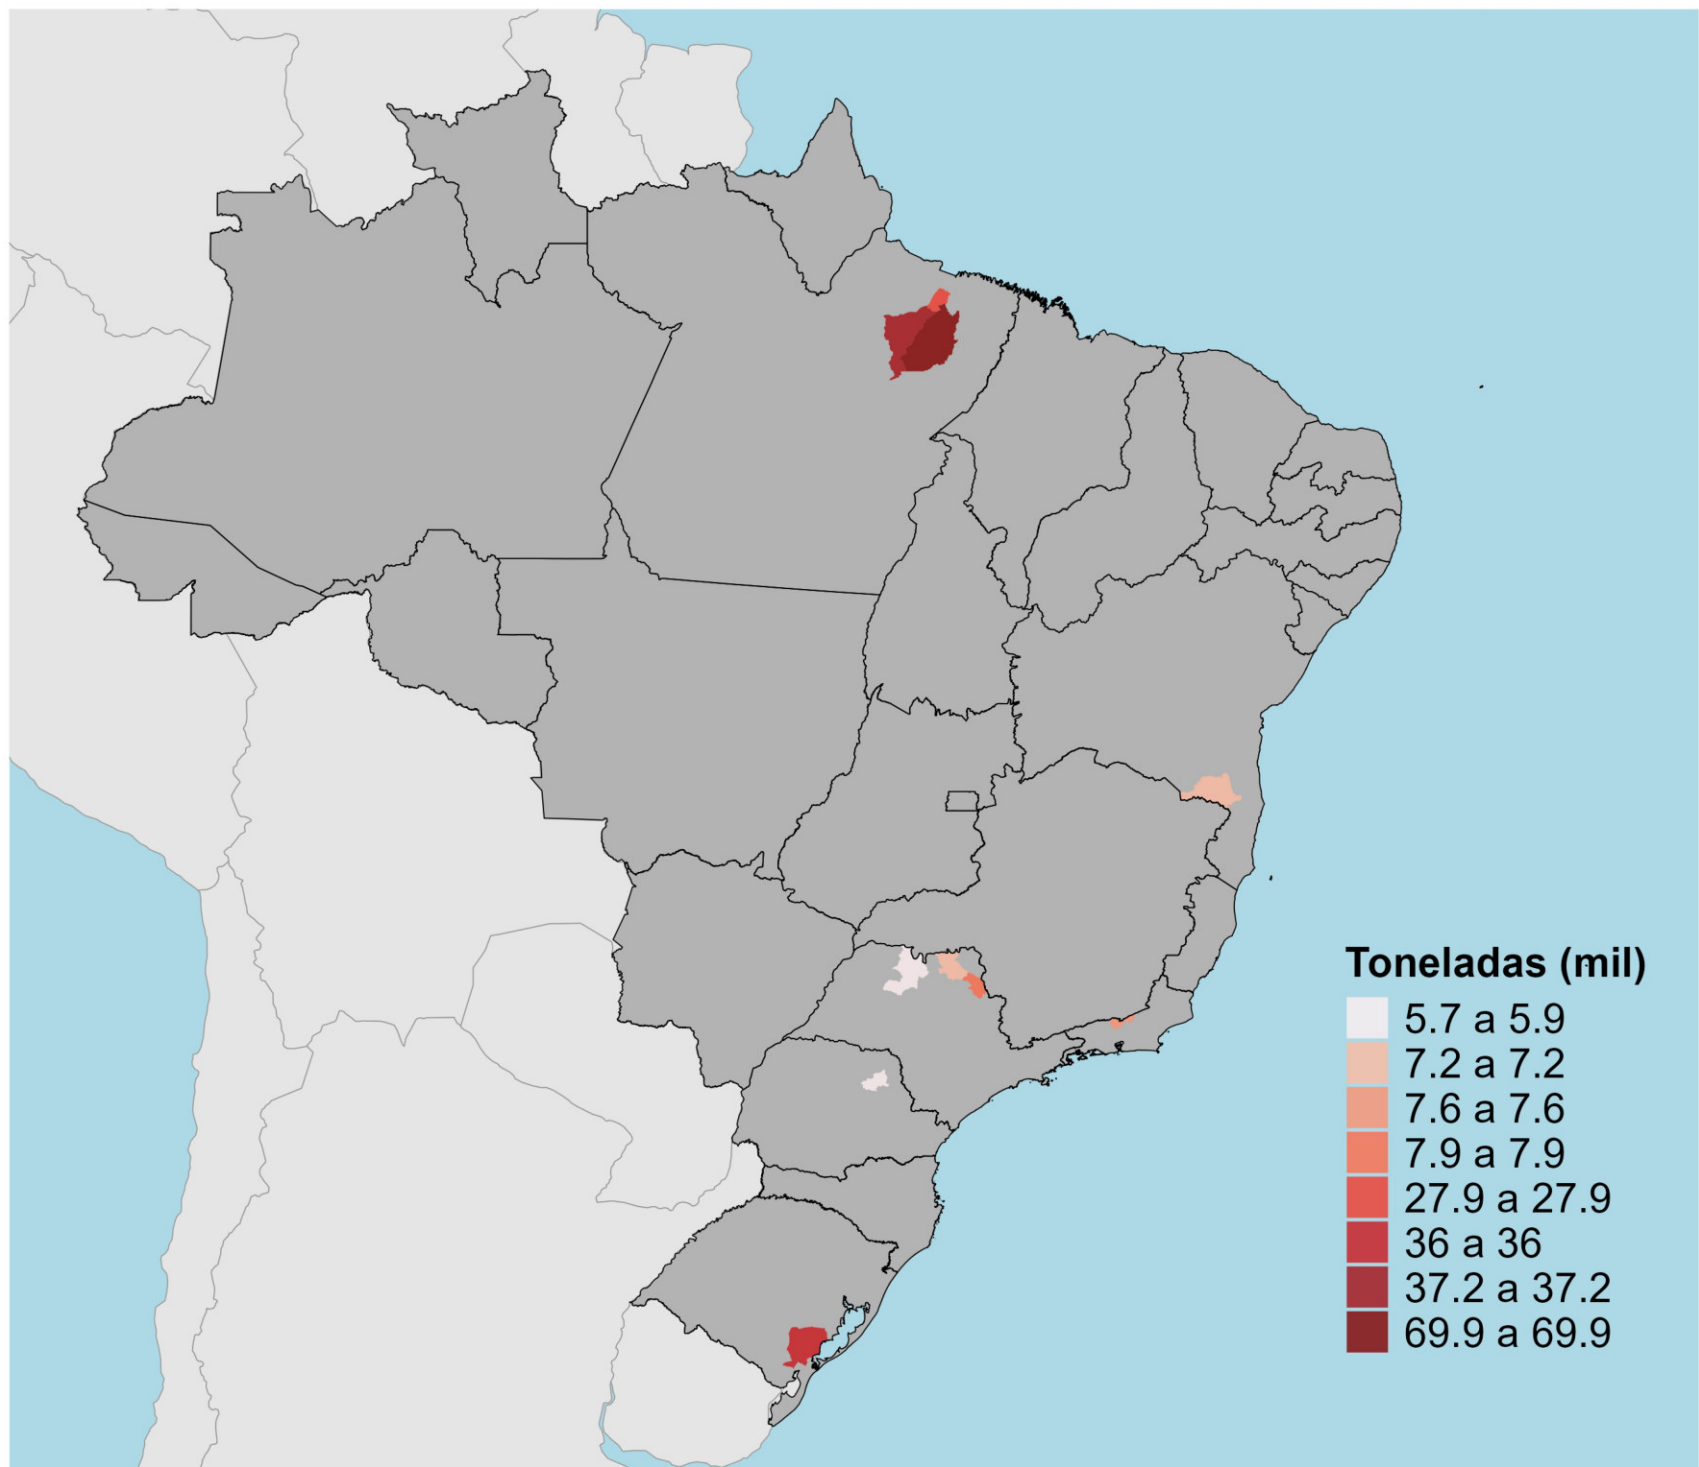 Toneladas (mil)
5.7 a 5.9
7.2 a 7.2
7.6 a 7.6
7.9 a 7.9
27.9 a 27.9
36 a 36
37.2 a 37.2
69.9 a 69.9